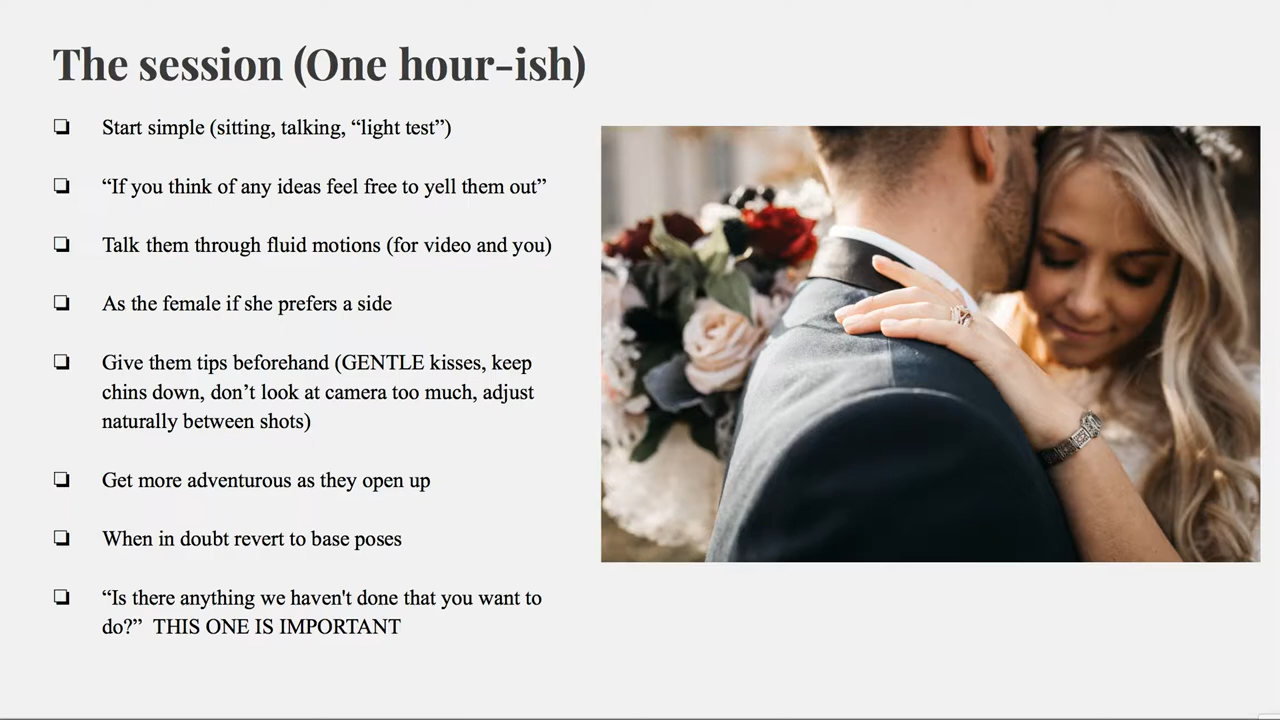 The session (One hour-ish)
Start simple (sitting, talking, “light test”)
“If you think of any ideas feel free to yell them out”
Talk them through fluid motions (for video and you)
As the female if she prefers a side
Give them tips beforehand (GENTLE kisses, keep
chins down, don’t look at camera too much, adjust
naturally between shots)
Get more adventurous as they open up
When in doubt revert to base poses
“Is there anything we haven't done that you want to
do?”  THIS ONE IS IMPORTANT